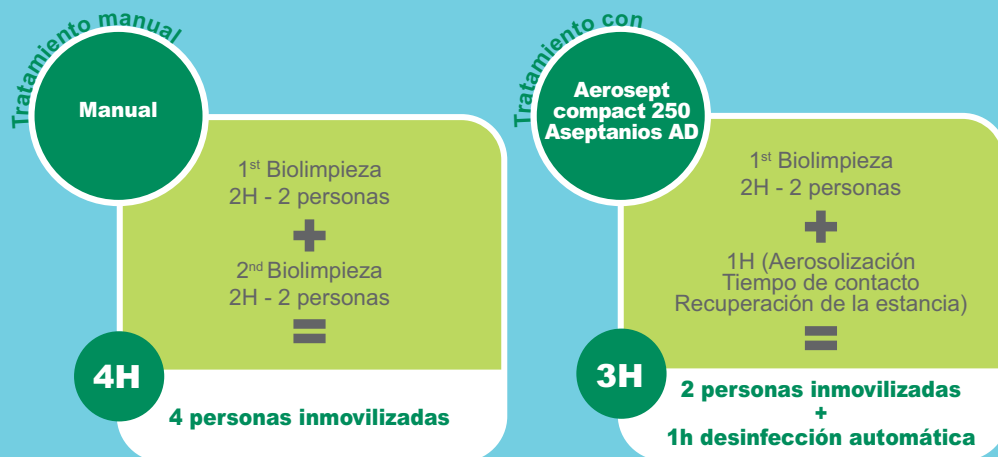 Tratamiento manual
Manual
1st Biolimpieza
2H - 2 personas
+
2nd Biolimpieza
2H - 2 personas
=
4H
4 personas inmovilizadas
Tratamiento con
Aerosept
compact 250
Aseptanios AD
1st Biolimpieza
2H - 2 personas
+
1H (Aerosolización
Tiempo de contacto
Recuperación de la estancia)
=
3H
2 personas inmovilizadas
+
1h desinfección automática